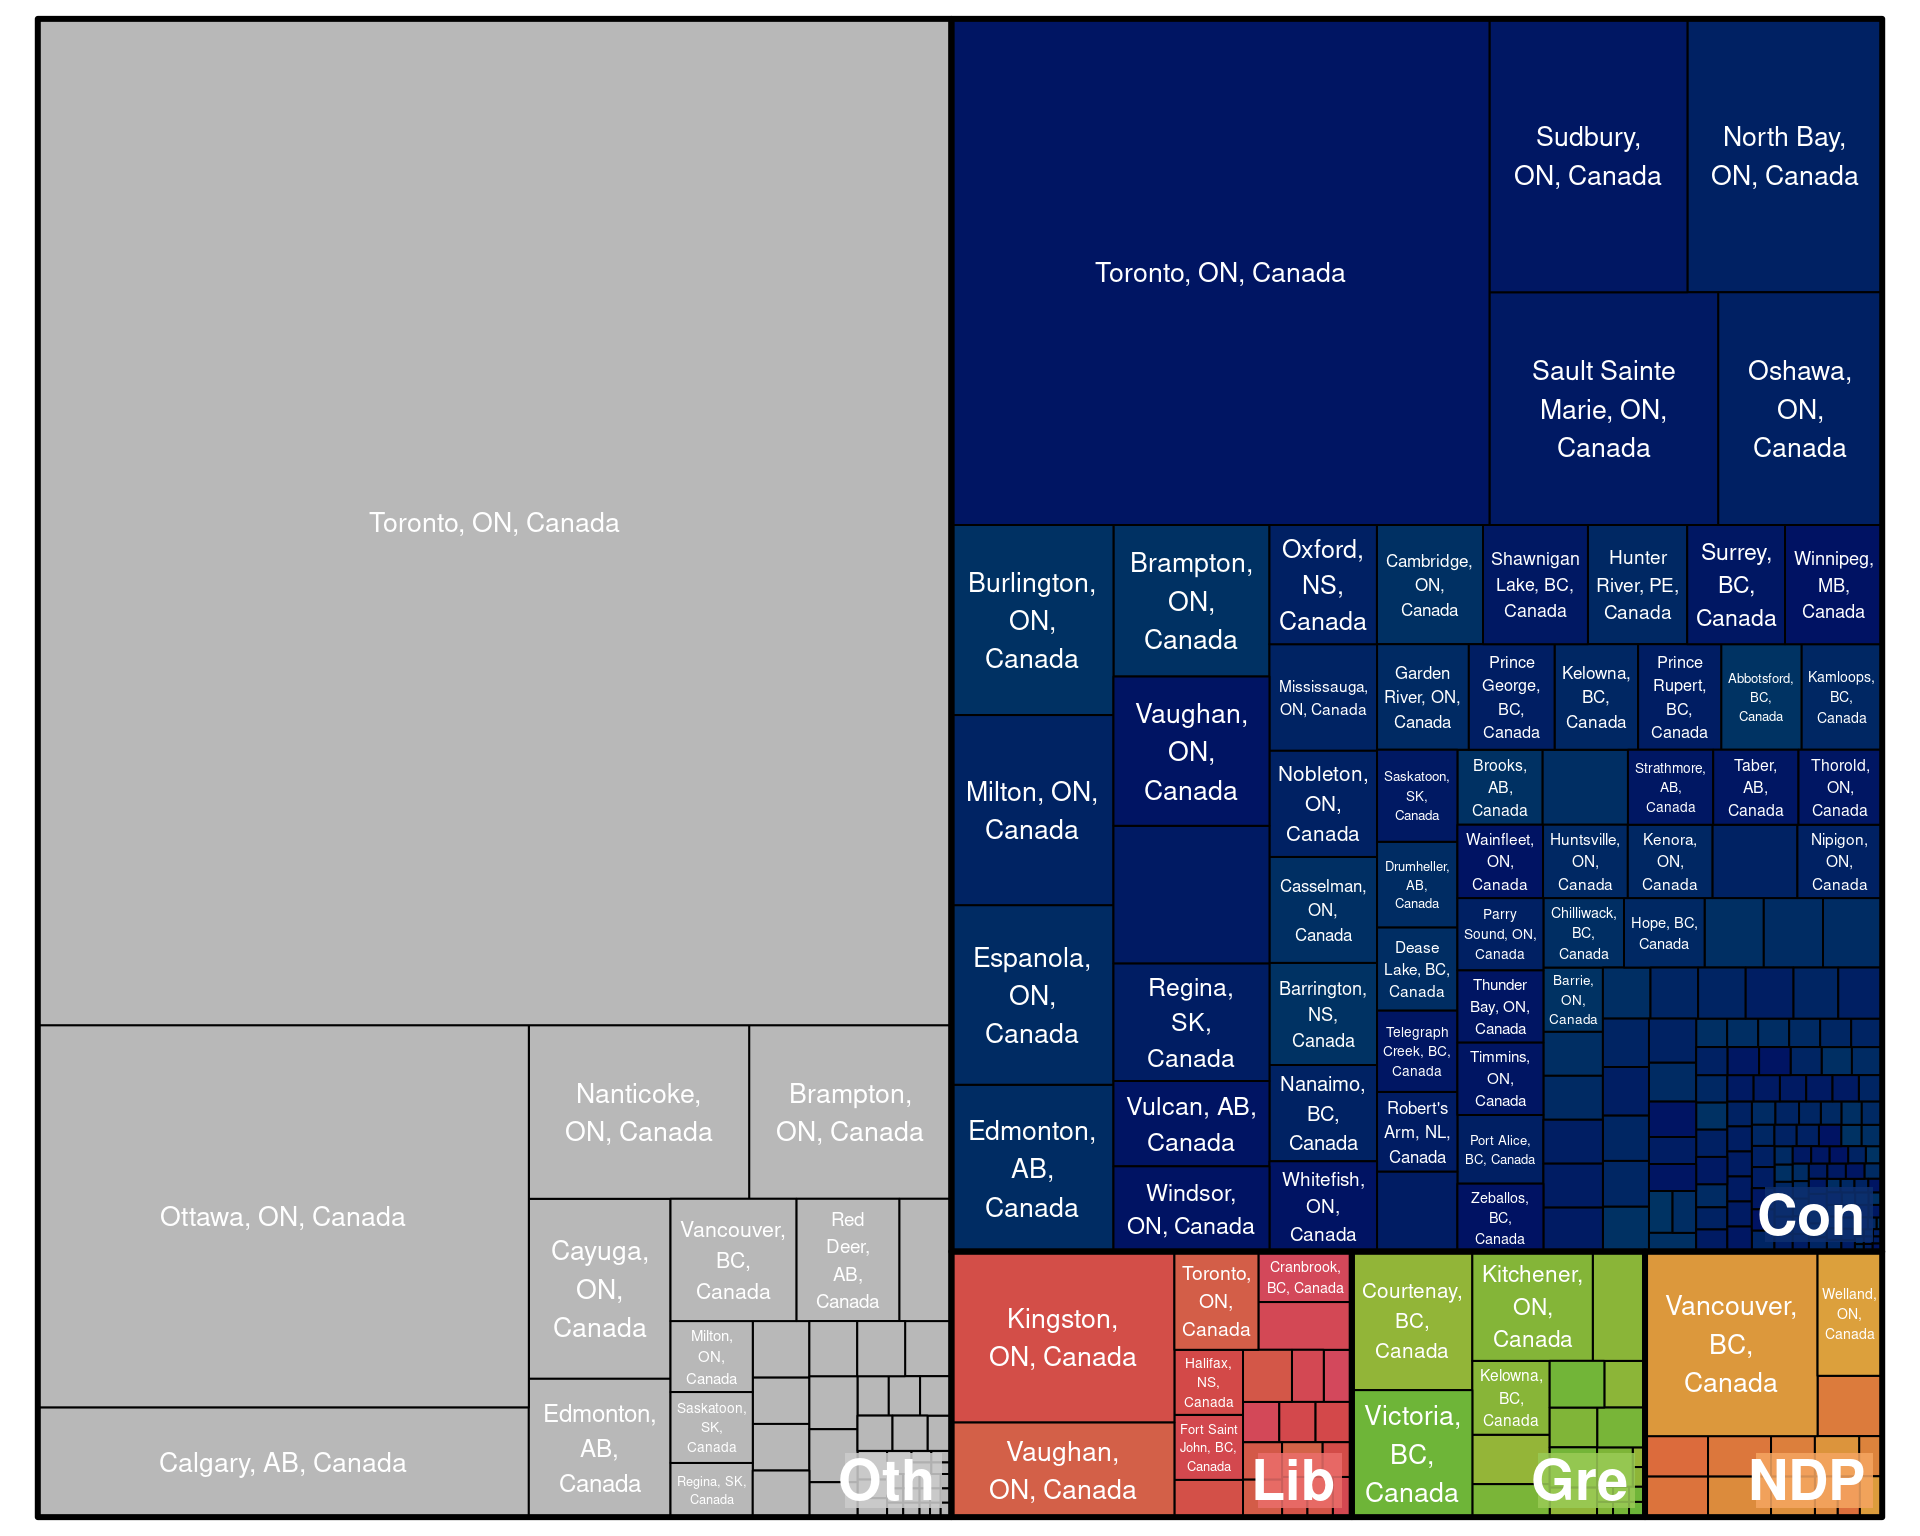 Toronto, ON, Canada
Ottawa, ON, Canada
Calgary, AB, Canada
Nanticoke,
ON, Canada
Brampton,
ON, Canada
Cayuga,
ON,
Canada
Edmonton,
AB,
Canada
Vancouver,
BC,
Canada
Red
Deer,
AB,
Canada
Milton,
ON,
Canada
Saskatoon,
SK,
Canada
Regina, SK,
Canada
Oth
Toronto, ON, Canada
Sudbury,
ON, Canada
North Bay,
ON, Canada
Sault Sainte
Marie, ON,
Canada
Oshawa,
ON,
Canada
Burlington,
ON,
Canada
Milton, ON,
Canada
Espanola,
ON,
Canada
Edmonton,
AB,
Canada
Brampton,
ON,
Canada
Vaughan,
ON,
Canada
Regina,
SK,
Canada
Vulcan, AB,
Canada
Windsor,
ON, Canada
Oxford,
NS,
Canada
Mississauga,
ON, Canada
Nobleton,
ON,
Canada
Casselman,
ON,
Canada
Barrington,
NS,
Canada
Nanaimo,
BC,
Canada
Whitefish,
ON,
Canada
Cambridge,
ON,
Canada
Shawnigan
Lake, BC,
Canada
Hunter
River, PE,
Canada
Surrey,
BC,
Canada
Winnipeg,
MB,
Canada
Garden
River, ON,
Canada
Prince
George,
BC,
Canada
Kelowna,
BC,
Canada
Prince
Rupert,
BC,
Canada
Abbotsford,
BC,
Canada
Kamloops,
BC,
Canada
Saskatoon,
SK,
Canada
Drumheller,
AB,
Canada
Dease
Lake, BC,
Canada
Telegraph
Creek, BC,
Canada
Robert's
Arm, NL,
Canada
Brooks,
AB,
Canada
Strathmore,
AB,
Canada
Taber,
AB,
Canada
Thorold,
ON,
Canada
Wainfleet,
ON,
Canada
Huntsville,
ON,
Canada
Kenora,
ON,
Canada
Nipigon,
ON,
Canada
Parry
Sound, ON,
Canada
Chilliwack,
BC,
Canada
Hope, BC,
Canada
Thunder
Bay, ON,
Canada
Barrie,
ON,
Canada
Timmins,
ON,
Canada
Port Alice,
BC, Canada
Zeballos,
BC,
Canada
Con
Kingston,
ON, Canada
Vaughan,
ON, Canada
Toronto,
ON,
Canada
Cranbrook,
BC, Canada
Halifax,
NS,
Canada
Fort Saint
John, BC,
Canada
Lib
Courtenay,
BC,
Canada
Victoria,
BC,
Canada
Kitchener,
ON,
Canada
Kelowna,
BC,
Canada
Gre
Vancouver,
BC,
Canada
Welland,
ON,
Canada
NDP